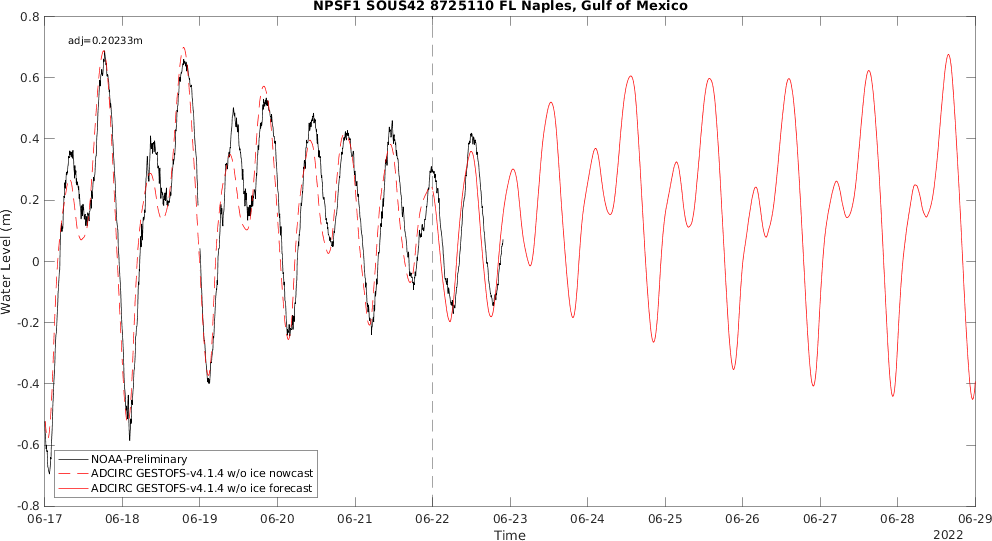 NPSF1 SOUS42 8725110 FL Naples, Gulf of Mexico
adj=0.20233m
0.8
0.6
0.4
0.2
0
-0.2
-0.4
-0.6
-0.8
Water Level (m)
NOAA-Preliminary
ADCIRC GESTOFS-v4.1.4 w/o ice nowcast
ADCIRC GESTOFS-v4.1.4 w/o ice forecast
06-17 06-18 06-19 06-20 06-21 06-22 06-23 06-24 06-25 06-26 06-27 06-28 06-29
Time
2022